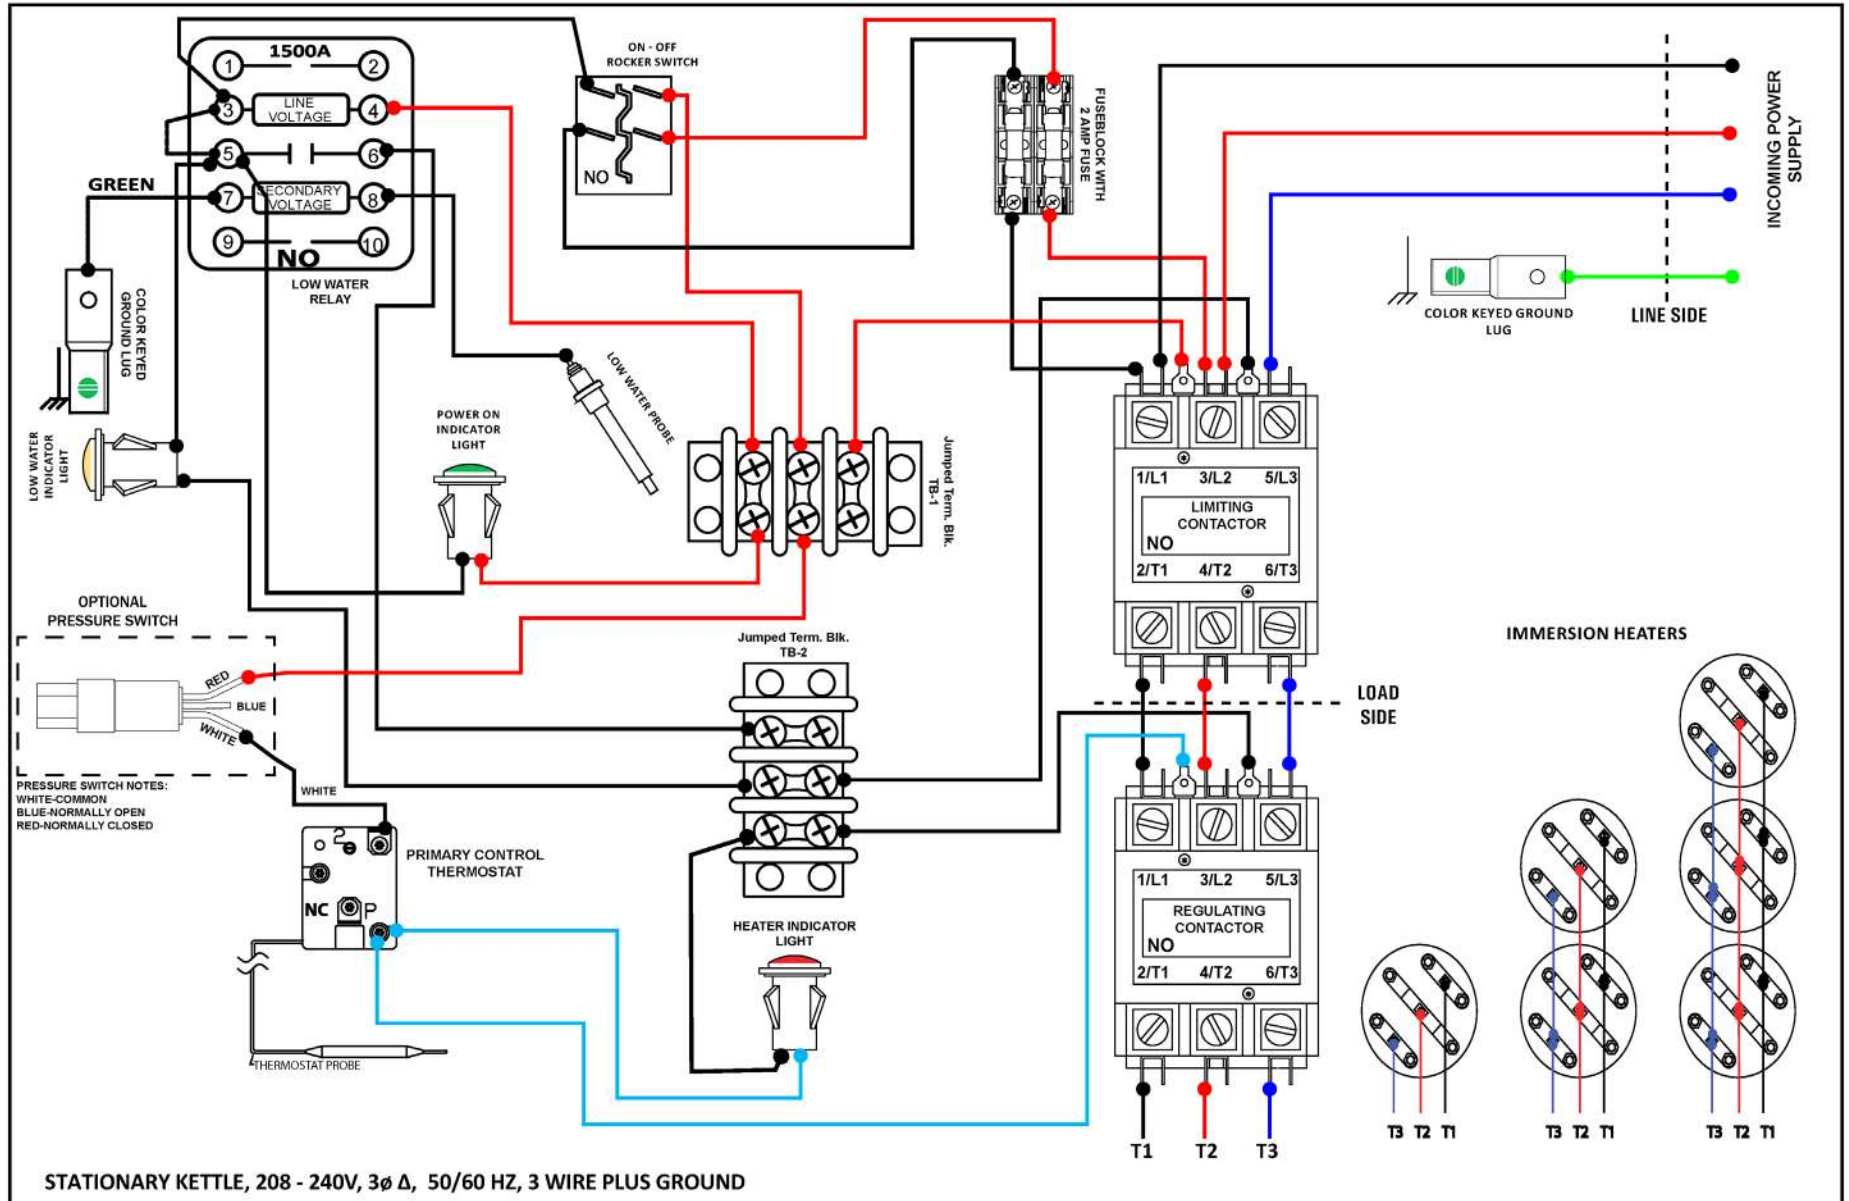 1500A
1 2
3 LINE VOLTAGE 4
5 6
7 SECONDARY VOLTAGE 8
9 10
NO
LOW WATER
RELAY
GREEN
COLOR KEYED
GROUND LUG
LOW WATER
INDICATOR
LIGHT
ON - OFF
ROCKER SWITCH
NO
FUSEBLOCK WITH
2 AMP FUSE
INCOMING POWER
SUPPLY
COLOR KEYED GROUND
LUG
LINE SIDE
LOW WATER PROBE
POWER ON
INDICATOR
LIGHT
Jumped Term. Blk.
TB-1
1/L1 3/L2 5/L3
LIMITING
CONTACTOR
NO
2/T1 4/T2 6/T3
OPTIONAL
PRESSURE SWITCH
RED
BLUE
WHITE
PRESSURE SWITCH NOTES:
WHITE-COMMON
BLUE-NORMALLY OPEN
RED-NORMALLY CLOSED
WHITE
Jumped Term. Blk.
TB-2
LOAD
SIDE
IMMERSION HEATERS
2
NC P
PRIMARY CONTROL
THERMOSTAT
THERMOSTAT PROBE
HEATER INDICATOR
LIGHT
1/L1 3/L2 5/L3
REGULATING
CONTACTOR
NO
2/T1 4/T2 6/T3
T1 T2 T3
T3 T2 T1
T3 T2 T1
T3 T2 T1
STATIONARY KETTLE, 208 - 240V, 3ø Δ, 50/60 HZ, 3 WIRE PLUS GROUND